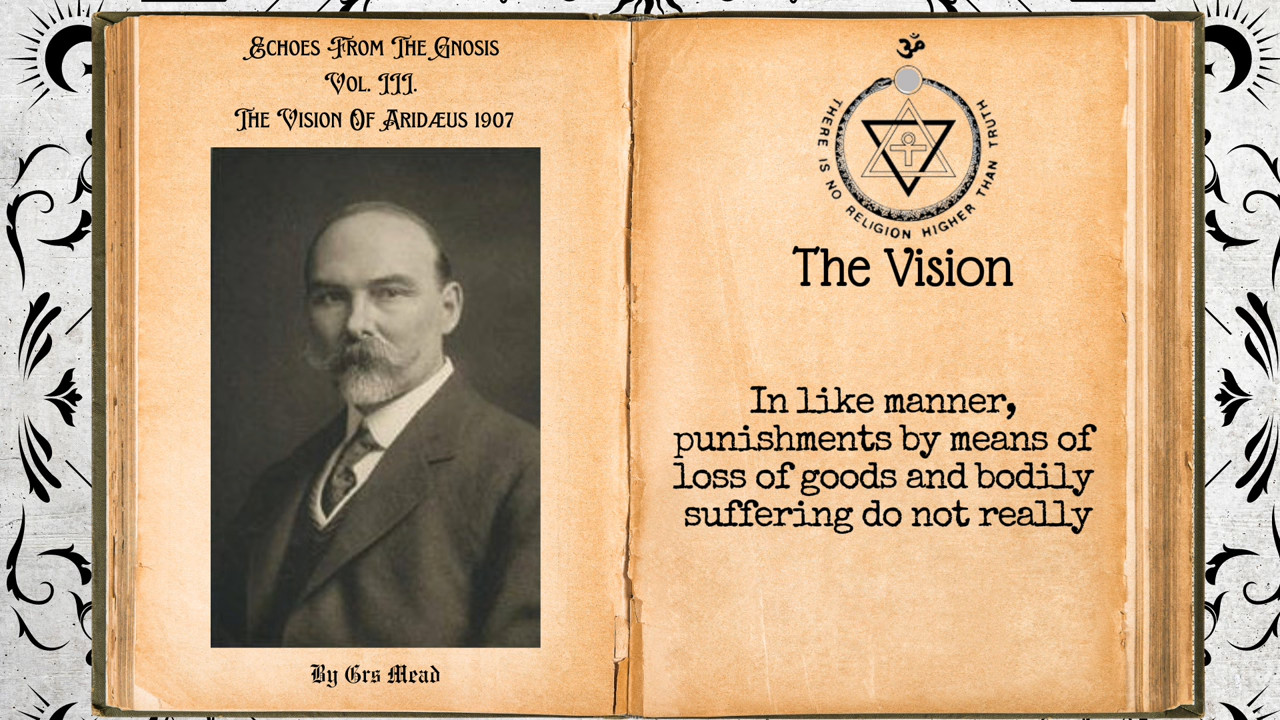 Echoes From The Gnosis
Vol. III.
The Vision Of Aridæus 1907
By Grs Mead
ॐ
THERE IS NO RELIGION HIGHER THAN TRUTH
The Vision
In like manner,
punishments by means of
loss of goods and bodily
suffering do not really